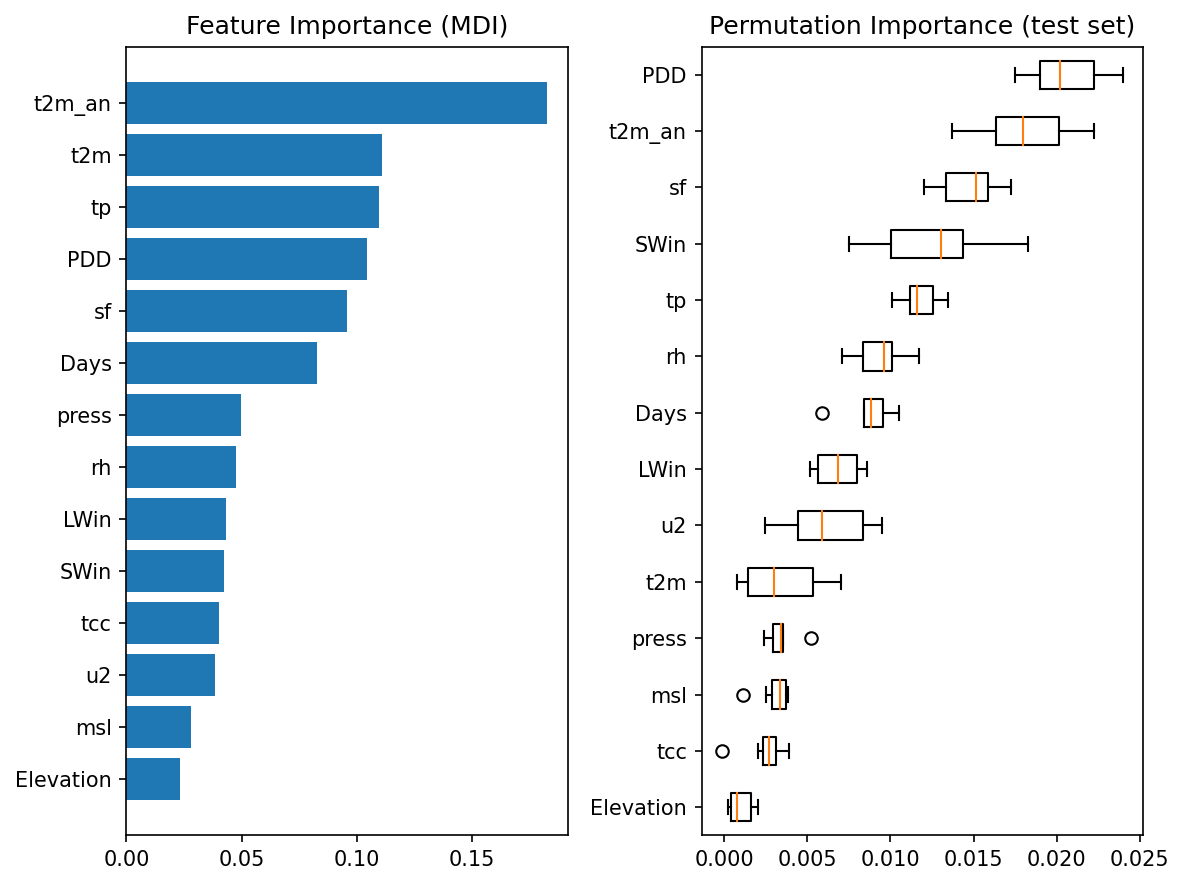 Feature Importance (MDI)
t2m_an
t2m
tp
PDD
sf
Days
press
rh
LWin
SWin
tcc
u2
msl
Elevation
0.00 0.05 0.10 0.15
Permutation Importance (test set)
PDD
t2m_an
sf
SWin
tp
rh
Days
LWin
u2
t2m
press
msl
tcc
Elevation
0.000 0.005 0.010 0.015 0.020 0.025